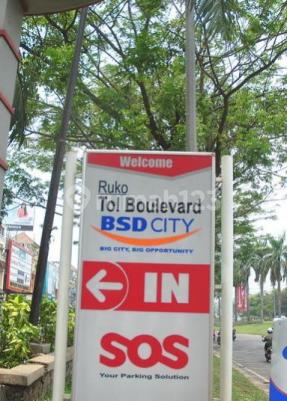 Welcome
Ruko
Tol Boulevard
BSD CITY
BIG CITY, BIG OPPORTUNITY
IN
SOS
Your Parking Solution